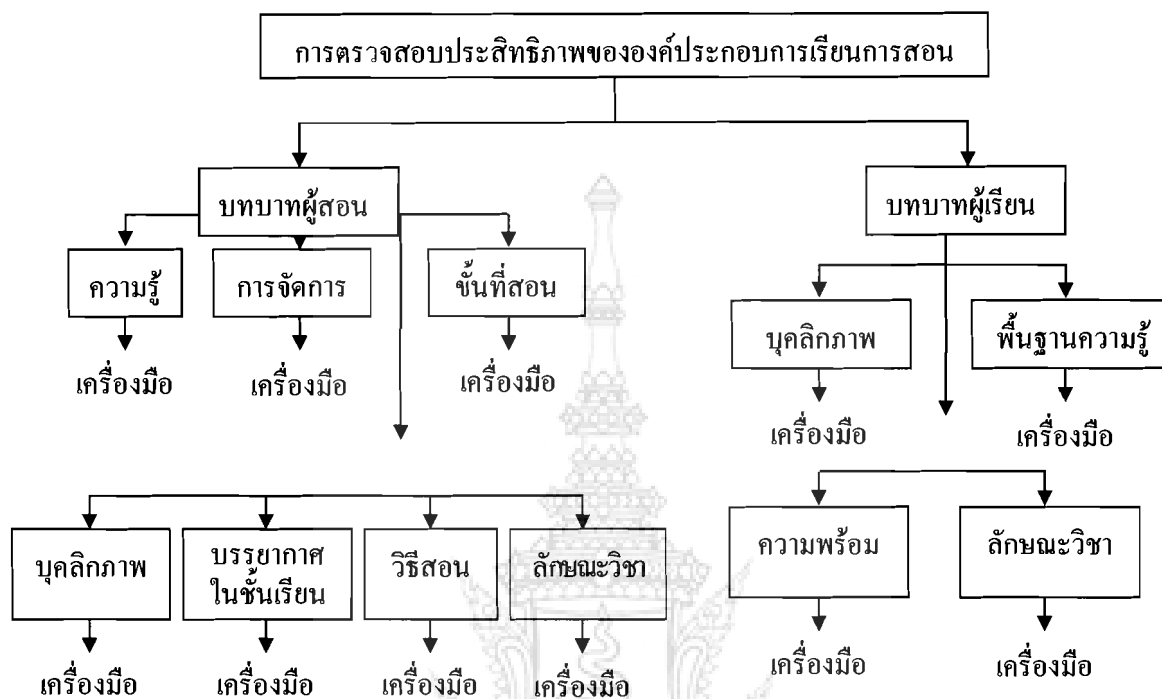 การตรวจสอบประสิทธิภาพขององค์ประกอบการเรียนการสอน
บทบาทผู้สอน
บทบาทผู้เรียน
ความรู้
การจัดการ
ขั้นที่สอน
เครื่องมือ
เครื่องมือ
เครื่องมือ
บุคลิกภาพ
พื้นฐานความรู้
เครื่องมือ
เครื่องมือ
บุคลิกภาพ
บรรยากาศ
ในชั้นเรียน
วิธีสอน
ลักษณะวิชา
เครื่องมือ
เครื่องมือ
เครื่องมือ
เครื่องมือ
ความพร้อม
ลักษณะวิชา
เครื่องมือ
เครื่องมือ